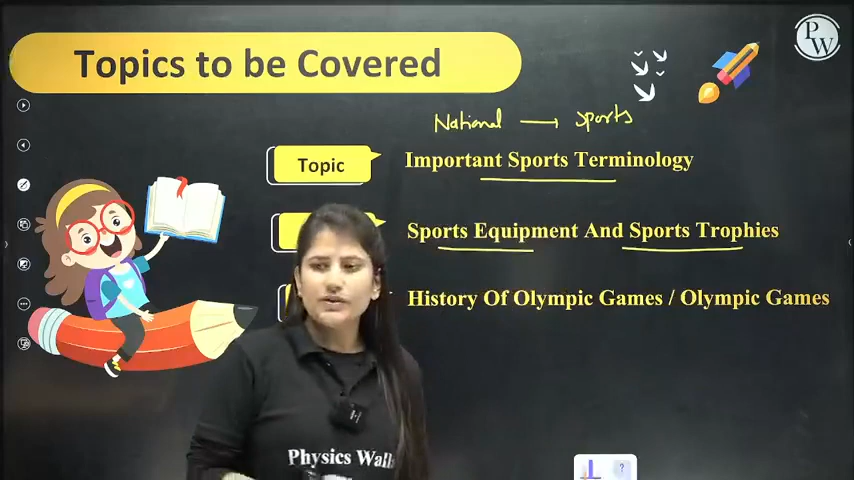 Topics to be Covered
PW
National → sports
Topic
Important Sports Terminology
Sports Equipment And Sports Trophies
History Of Olympic Games / Olympic Games
Physics Walla
?